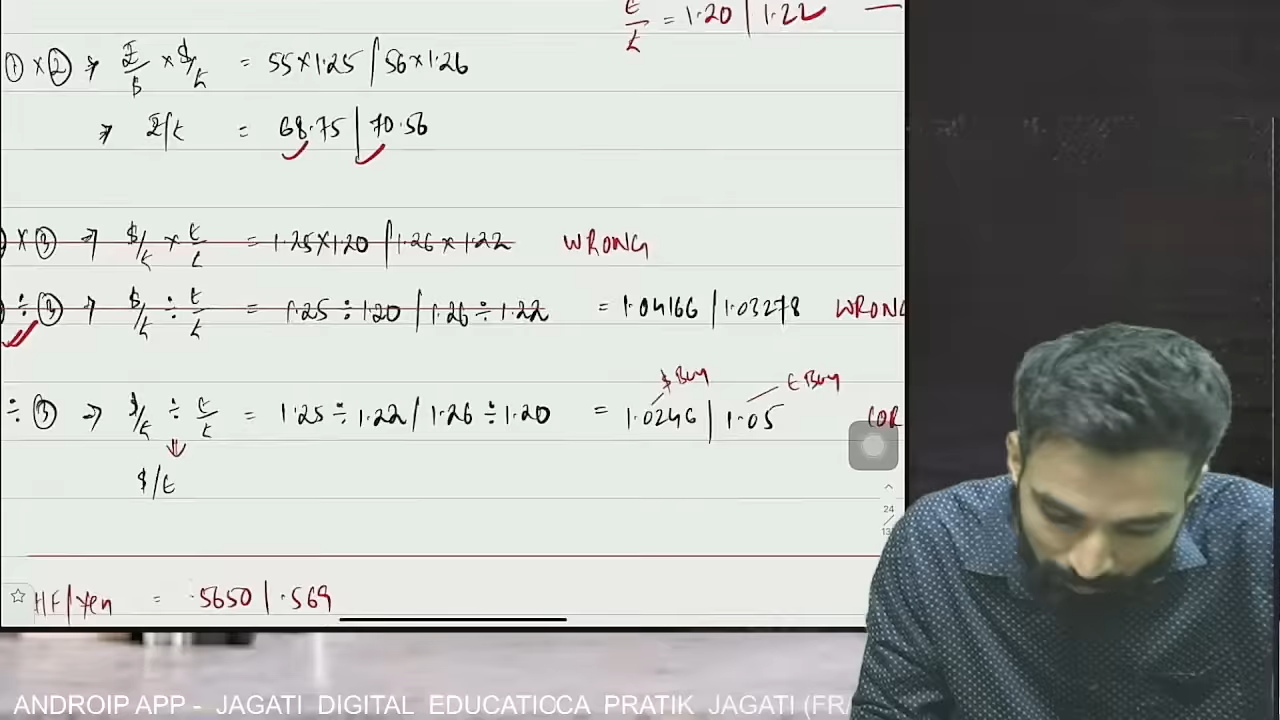 €/£ = 1.20 | 1.22 —
① × ② ⇒ ₹/$ × $/£ = 55×1.25 | 56×1.26
⇒ ₹/£ = 68.75 | 70.56
× ③ ⇒ $/£ × €/£ = 1.25×1.20 | 1.26 × 1.22 WRONG
÷ ③ ⇒ $/£ ÷ €/£ = 1.25 ÷ 1.20 | 1.26 ÷ 1.22 = 1.04166 | 1.03278 WRONG
$ Buy € Buy
÷ ③ ⇒ $/£ ÷ €/£ = 1.25 ÷ 1.22 | 1.26 ÷ 1.20 = 1.0246 | 1.05 COR
$/€
24
HF/Yen = .5650 | .569
ANDROIP APP - JAGATI DIGITAL EDUCATICCA PRATIK JAGATI (FR